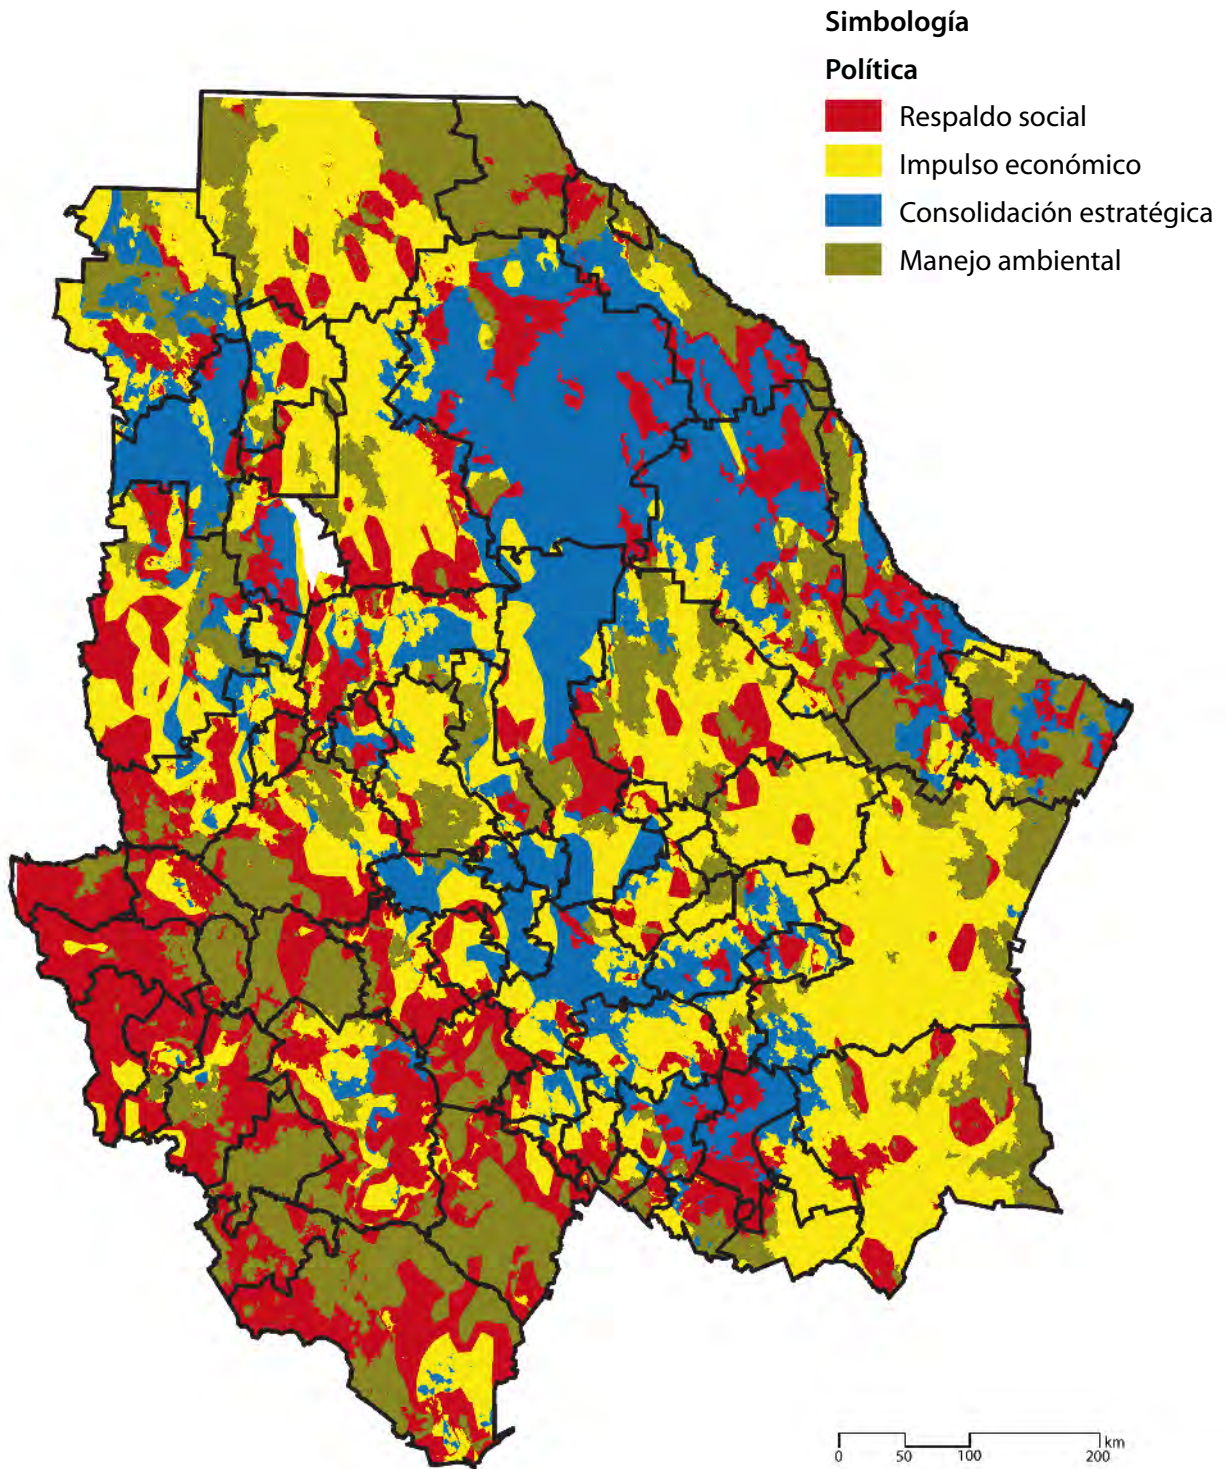 Simbología
Política
Respaldo social
Impulso económico
Consolidación estratégica
Manejo ambiental
km
0 50 100 200